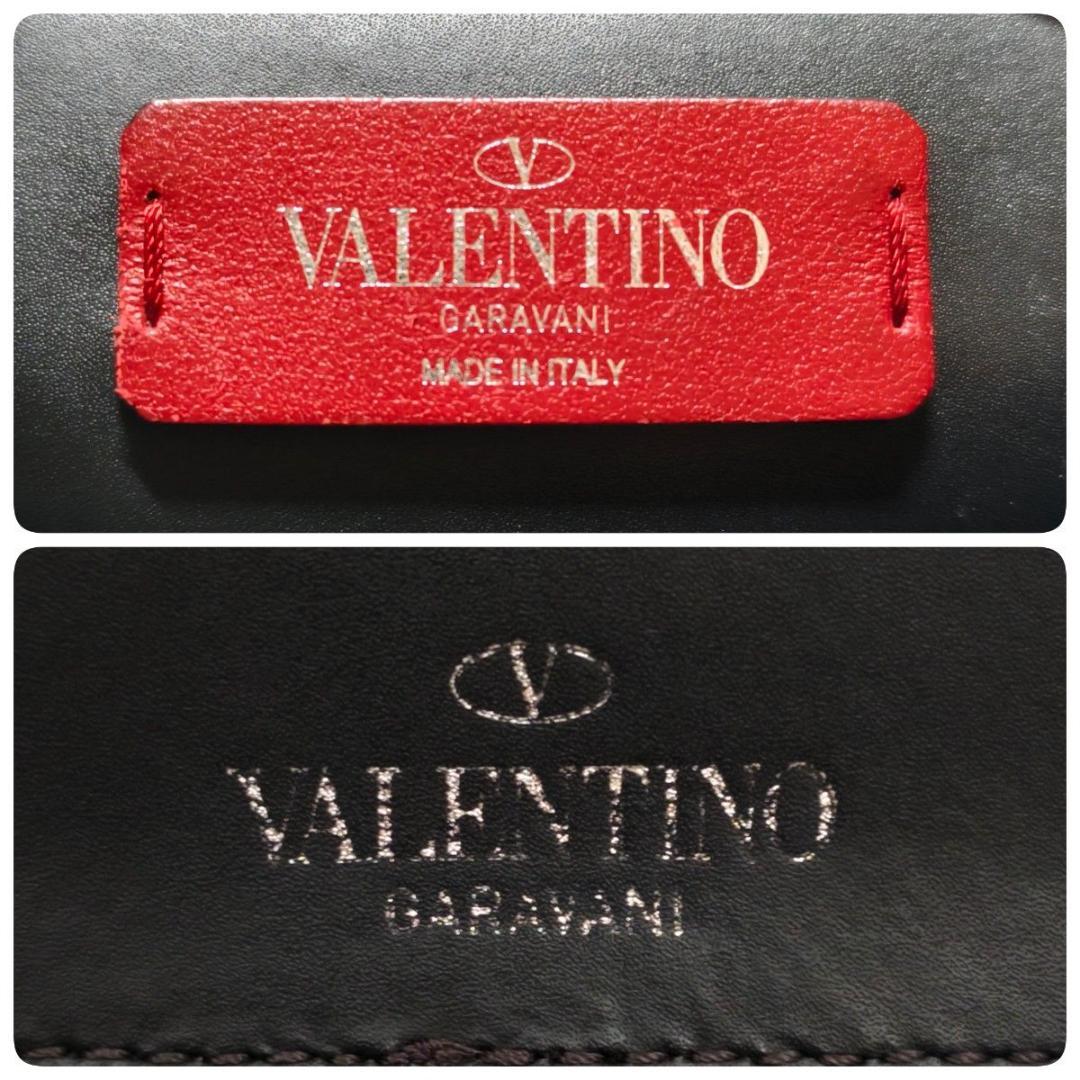 V
VALENTINO
GARAVANI
MADE IN ITALY
V
VALENTINO
GARAVANI